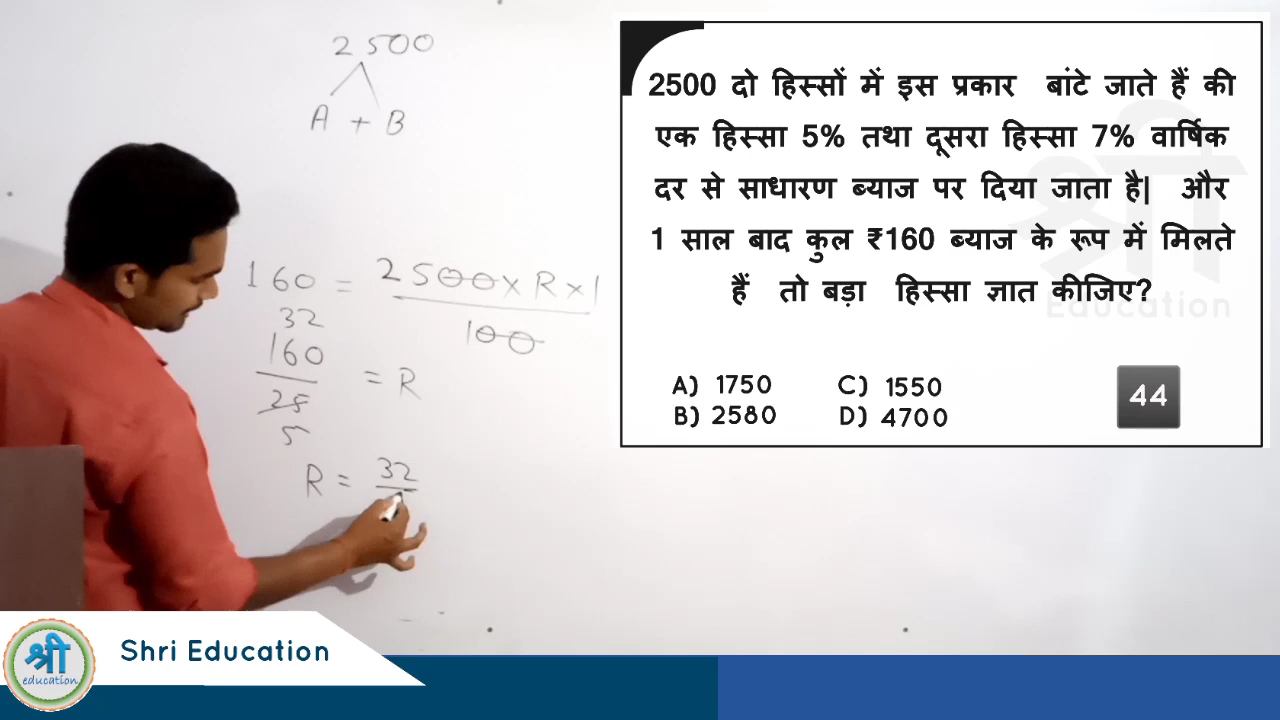 2500
A + B
160 = 2500 x R x 1
100
32
160 = R
25
5
R = 32
2500 दो हिस्सों में इस प्रकार बांटे जाते हैं की
एक हिस्सा 5% तथा दूसरा हिस्सा 7% वार्षिक
दर से साधारण ब्याज पर दिया जाता है| और
1 साल बाद कुल ₹160 ब्याज के रूप में मिलते
हैं तो बड़ा हिस्सा ज्ञात कीजिए?
A) 1750 C) 1550
B) 2580 D) 4700
44
श्री
Education
श्री
education
Shri Education